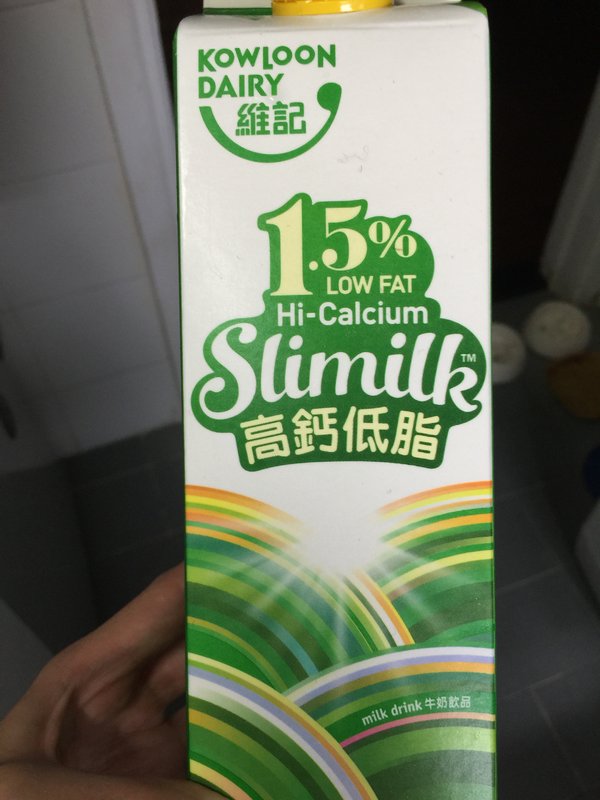 KOWLOON
DAIRY
維記
1.5%
LOW FAT
Hi-Calcium
Slimilk™
高鈣低脂
milk drink 牛奶飲品